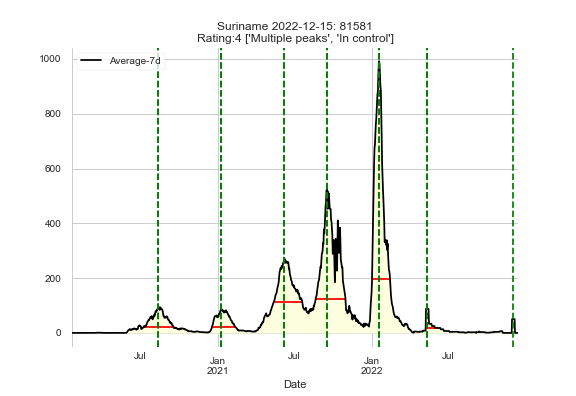 Suriname 2022-12-15: 81581
Rating:4 ['Multiple peaks', 'In control']
Average-7d
1000
800
600
400
200
0
Jul
Jan
2021
Jul
Jan
2022
Jul
Date